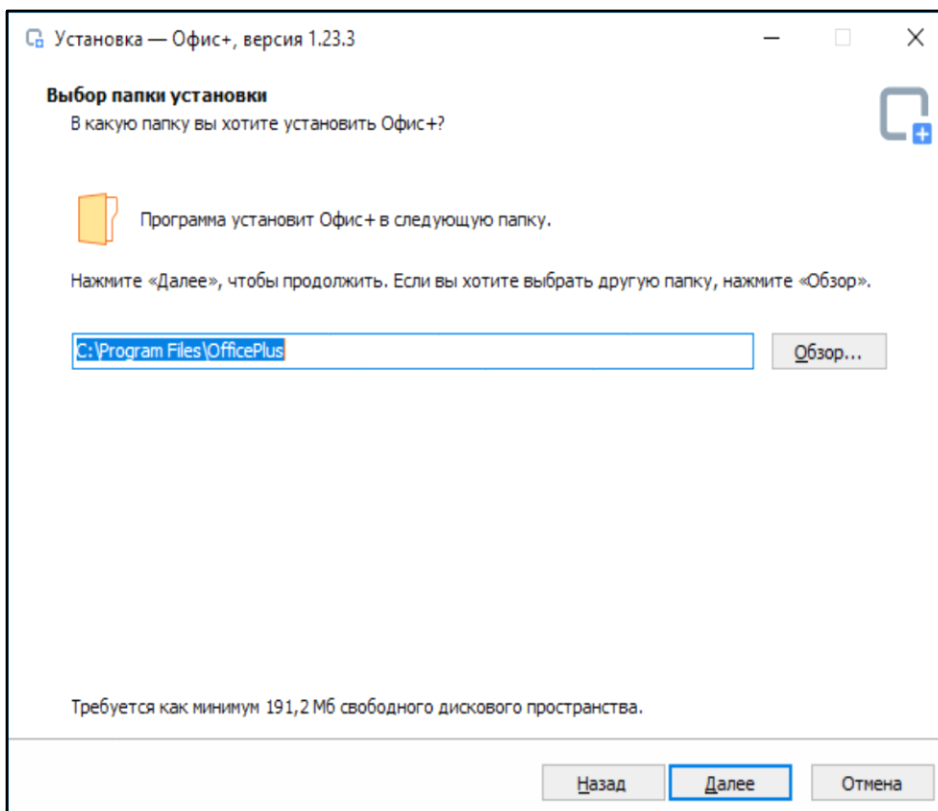 Установка — Офис+, версия 1.23.3
Выбор папки установки
В какую папку вы хотите установить Офис+?
Программа установит Офис+ в следующую папку.
Нажмите «Далее», чтобы продолжить. Если вы хотите выбрать другую папку, нажмите «Обзор».
C:\Program Files\OfficePlus
Обзор...
Требуется как минимум 191,2 Мб свободного дискового пространства.
Назад
Далее
Отмена